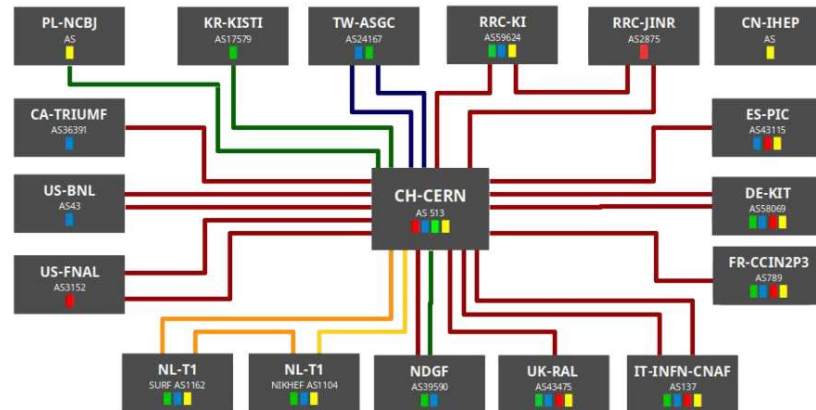 PL-NCBJ
AS
KR-KISTI
AS17579
TW-ASGC
AS24167
RRC-KI
AS59624
RRC-JINR
AS2875
CN-IHEP
AS
CA-TRIUMF
AS36391
ES-PIC
AS43115
US-BNL
AS43
CH-CERN
AS 513
DE-KIT
AS58069
US-FNAL
AS3152
FR-CCIN2P3
AS789
NL-T1
SURF AS1162
NL-T1
NIKHEF AS1104
NDGF
AS39590
UK-RAL
AS43475
IT-INFN-CNAF
AS137